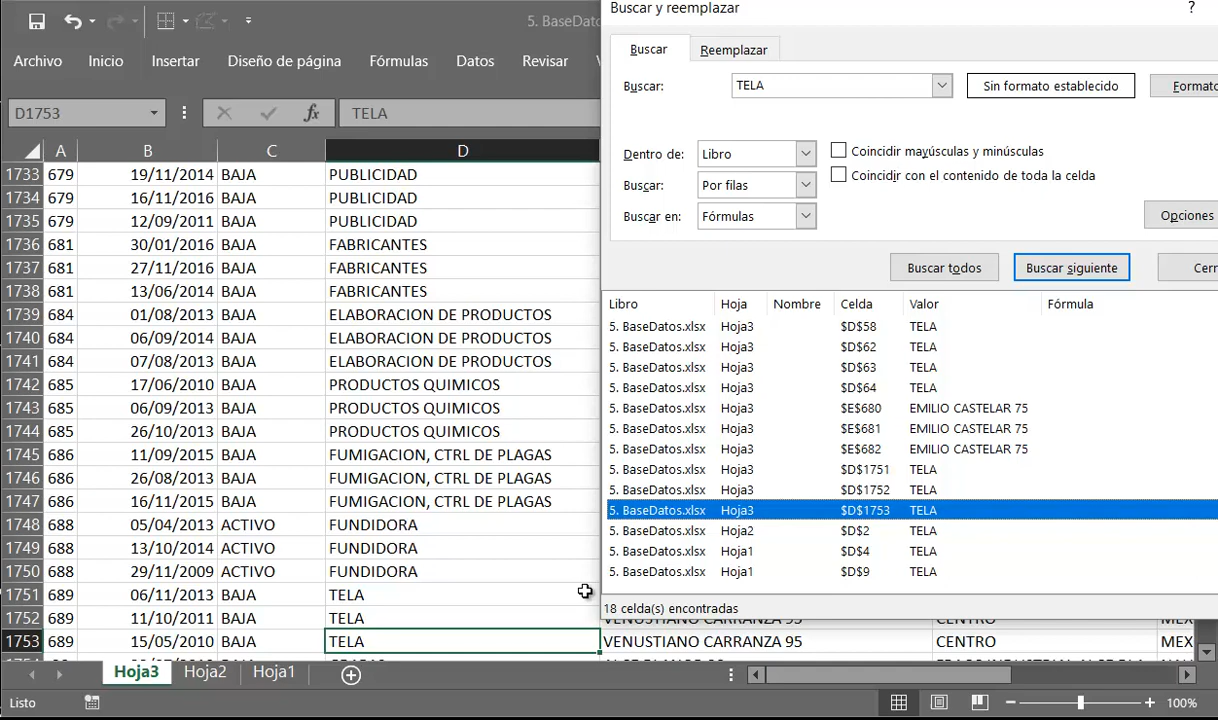 5. BaseDato
Archivo Inicio Insertar Diseño de página Fórmulas Datos Revisar
D1753 fx TELA
A B C D
1733 679 19/11/2014 BAJA PUBLICIDAD
1734 679 16/11/2016 BAJA PUBLICIDAD
1735 679 12/09/2011 BAJA PUBLICIDAD
1736 681 30/01/2016 BAJA FABRICANTES
1737 681 27/11/2016 BAJA FABRICANTES
1738 681 13/06/2014 BAJA FABRICANTES
1739 684 01/08/2013 BAJA ELABORACION DE PRODUCTOS
1740 684 06/09/2014 BAJA ELABORACION DE PRODUCTOS
1741 684 07/08/2013 BAJA ELABORACION DE PRODUCTOS
1742 685 17/06/2010 BAJA PRODUCTOS QUIMICOS
1743 685 06/09/2013 BAJA PRODUCTOS QUIMICOS
1744 685 26/10/2013 BAJA PRODUCTOS QUIMICOS
1745 686 11/09/2015 BAJA FUMIGACION, CTRL DE PLAGAS
1746 686 26/08/2013 BAJA FUMIGACION, CTRL DE PLAGAS
1747 686 16/11/2015 BAJA FUMIGACION, CTRL DE PLAGAS
1748 688 05/04/2013 ACTIVO FUNDIDORA
1749 688 13/10/2014 ACTIVO FUNDIDORA
1750 688 29/11/2009 ACTIVO FUNDIDORA
1751 689 06/11/2013 BAJA TELA
1752 689 11/10/2011 BAJA TELA
1753 689 15/05/2010 BAJA TELA VENUSTIANO CARRANZA 95 CENTRO MEX
Hoja3 Hoja2 Hoja1
Listo
100%
Buscar y reemplazar ?
Buscar Reemplazar
Buscar: TELA Sin formato establecido Formato
Dentro de: Libro Coincidir mayúsculas y minúsculas
Buscar: Por filas Coincidir con el contenido de toda la celda
Buscar en: Fórmulas Opciones
Buscar todos Buscar siguiente Cerr
Libro Hoja Nombre Celda Valor Fórmula
5. BaseDatos.xlsx Hoja3 $D$58 TELA
5. BaseDatos.xlsx Hoja3 $D$62 TELA
5. BaseDatos.xlsx Hoja3 $D$63 TELA
5. BaseDatos.xlsx Hoja3 $D$64 TELA
5. BaseDatos.xlsx Hoja3 $E$680 EMILIO CASTELAR 75
5. BaseDatos.xlsx Hoja3 $E$681 EMILIO CASTELAR 75
5. BaseDatos.xlsx Hoja3 $E$682 EMILIO CASTELAR 75
5. BaseDatos.xlsx Hoja3 $D$1751 TELA
5. BaseDatos.xlsx Hoja3 $D$1752 TELA
5. BaseDatos.xlsx Hoja3 $D$1753 TELA
5. BaseDatos.xlsx Hoja2 $D$2 TELA
5. BaseDatos.xlsx Hoja1 $D$4 TELA
5. BaseDatos.xlsx Hoja1 $D$9 TELA
18 celda(s) encontradas